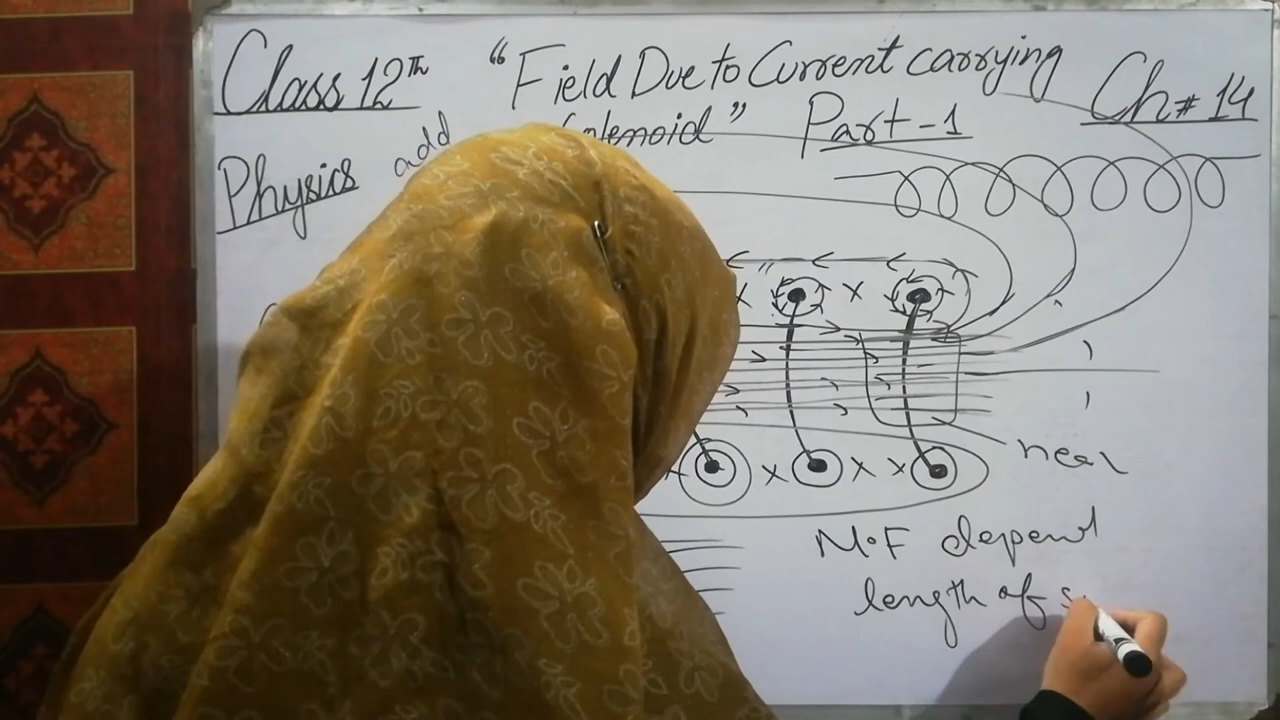 Class 12th "Field Due to Current carrying
Solenoid" Part-1 Ch # 14
Physics add
near
M.F depend
length of s